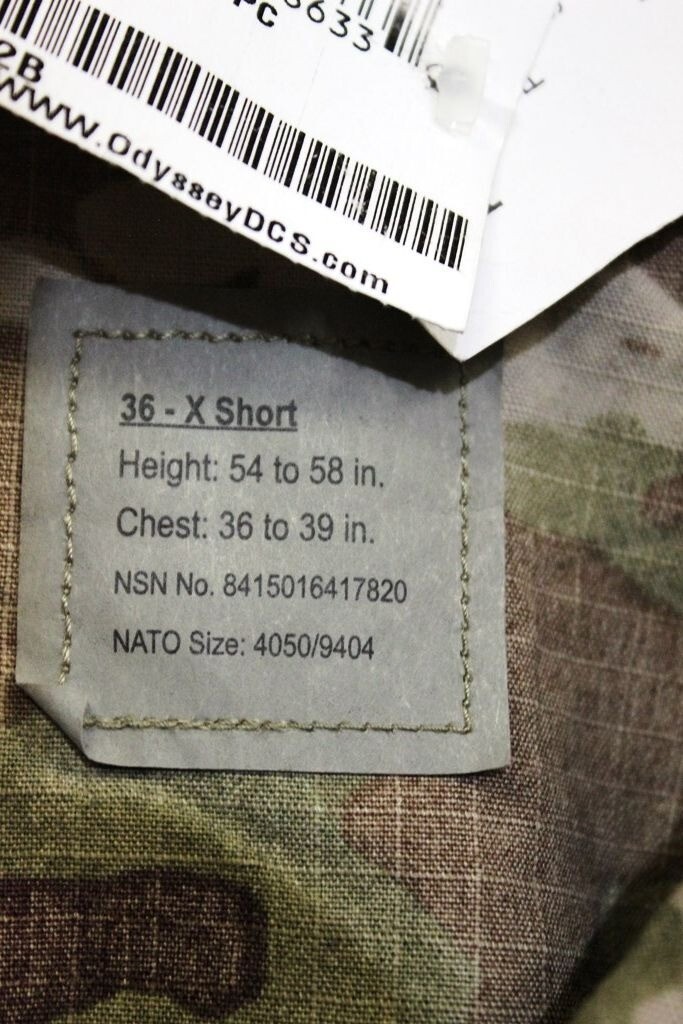 3633
PC
2B
www.OdysseyDCS.com
36 - X Short
Height: 54 to 58 in.
Chest: 36 to 39 in.
NSN No. 8415016417820
NATO Size: 4050/9404